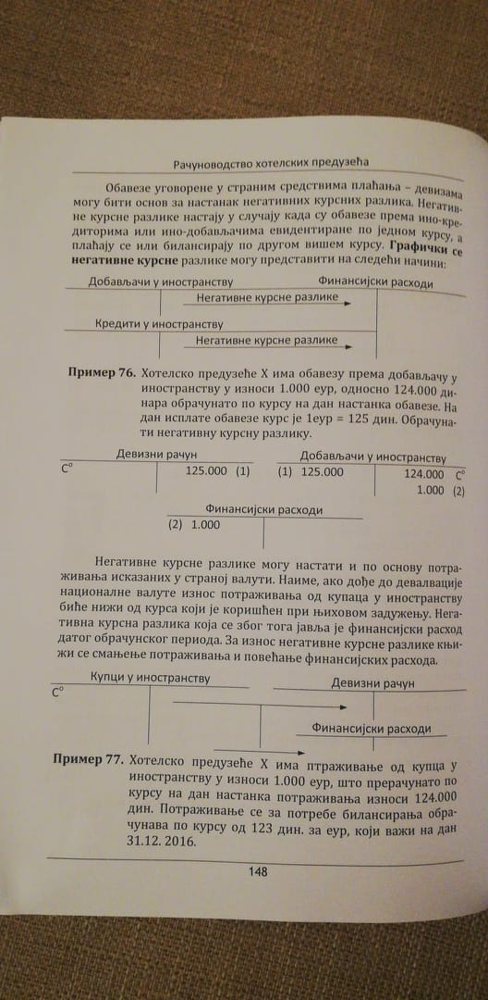 Рачуноводство хотелских предузећа
Обавезе уговорене у страним средствима плаћања – девизама
могу бити основ за настанак негативних курсних разлика. Негатив-
не курсне разлике настају у случају када су обавезе према ино-кре-
диторима или ино-добављачима евидентиране по једном курсу, а
плаћају се или билансирају по другом вишем курсу. Графички се
негативне курсне разлике могу представити на следећи начини:
Добављачи у иностранству Финансијски расходи
Негативне курсне разлике
Кредити у иностранству
Негативне курсне разлике
Пример 76. Хотелско предузеће X има обавезу према добављачу у
иностранству у износи 1.000 еур, односно 124.000 ди-
нара обрачунато по курсу на дан настанка обавезе. На
дан исплате обавезе курс је 1еур = 125 дин. Обрачуна-
ти негативну курсну разлику.
Девизни рачун Добављачи у иностранству
С° 125.000 (1) (1) 125.000 124.000 С°
1.000 (2)
Финансијски расходи
(2) 1.000
Негативне курсне разлике могу настати и по основу потра-
живања исказаних у страној валути. Наиме, ако дође до девалвације
националне валуте износ потраживања од купаца у иностранству
биће нижи од курса који је коришћен при њиховом задужењу. Нега-
тивна курсна разлика која се због тога јавља је финансијски расход
датог обрачунског периода. За износ негативне курсне разлике књи-
жи се смањење потраживања и повећање финансијских расхода.
Купци у иностранству Девизни рачун
С°
Финансијски расходи
Пример 77. Хотелско предузеће X има птраживање од купца у
иностранству у износи 1.000 еур, што прерачунато по
курсу на дан настанка потраживања износи 124.000
дин. Потраживање се за потребе билансирања обра-
чунава по курсу од 123 дин. за еур, који важи на дан
31.12. 2016.
148